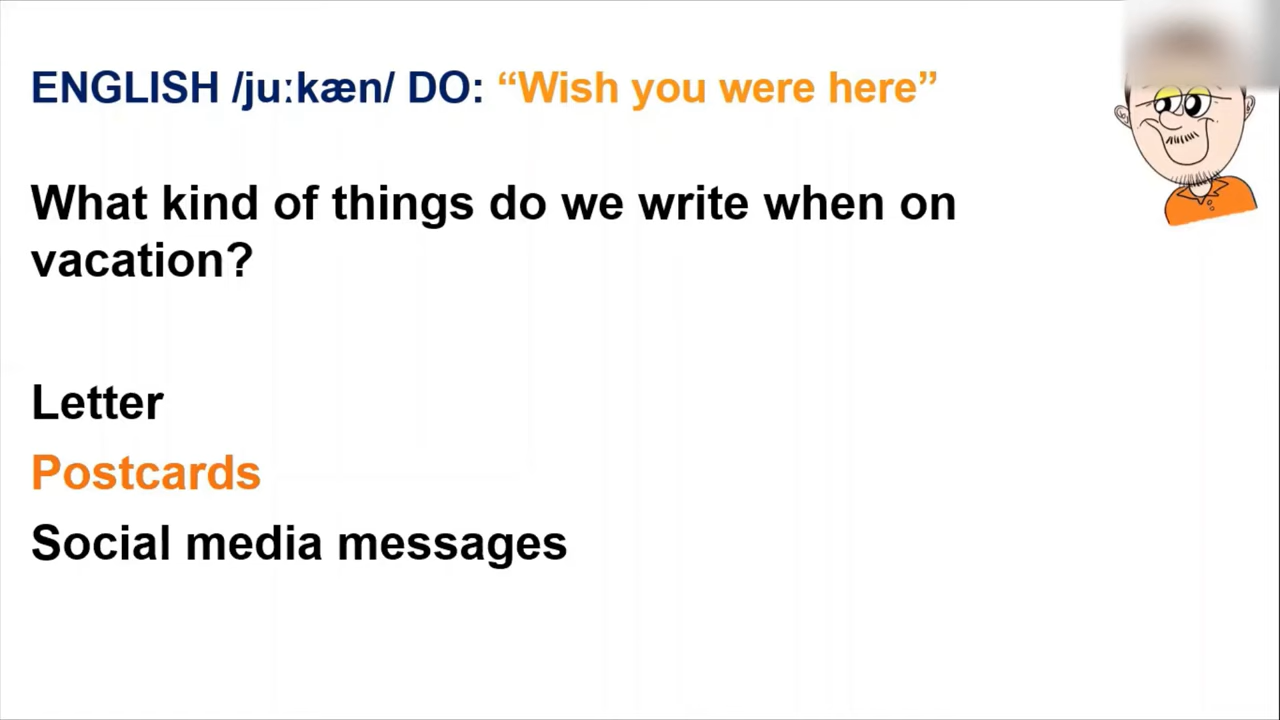 ENGLISH /juːkæn/ DO: “Wish you were here”
What kind of things do we write when on
vacation?
Letter
Postcards
Social media messages